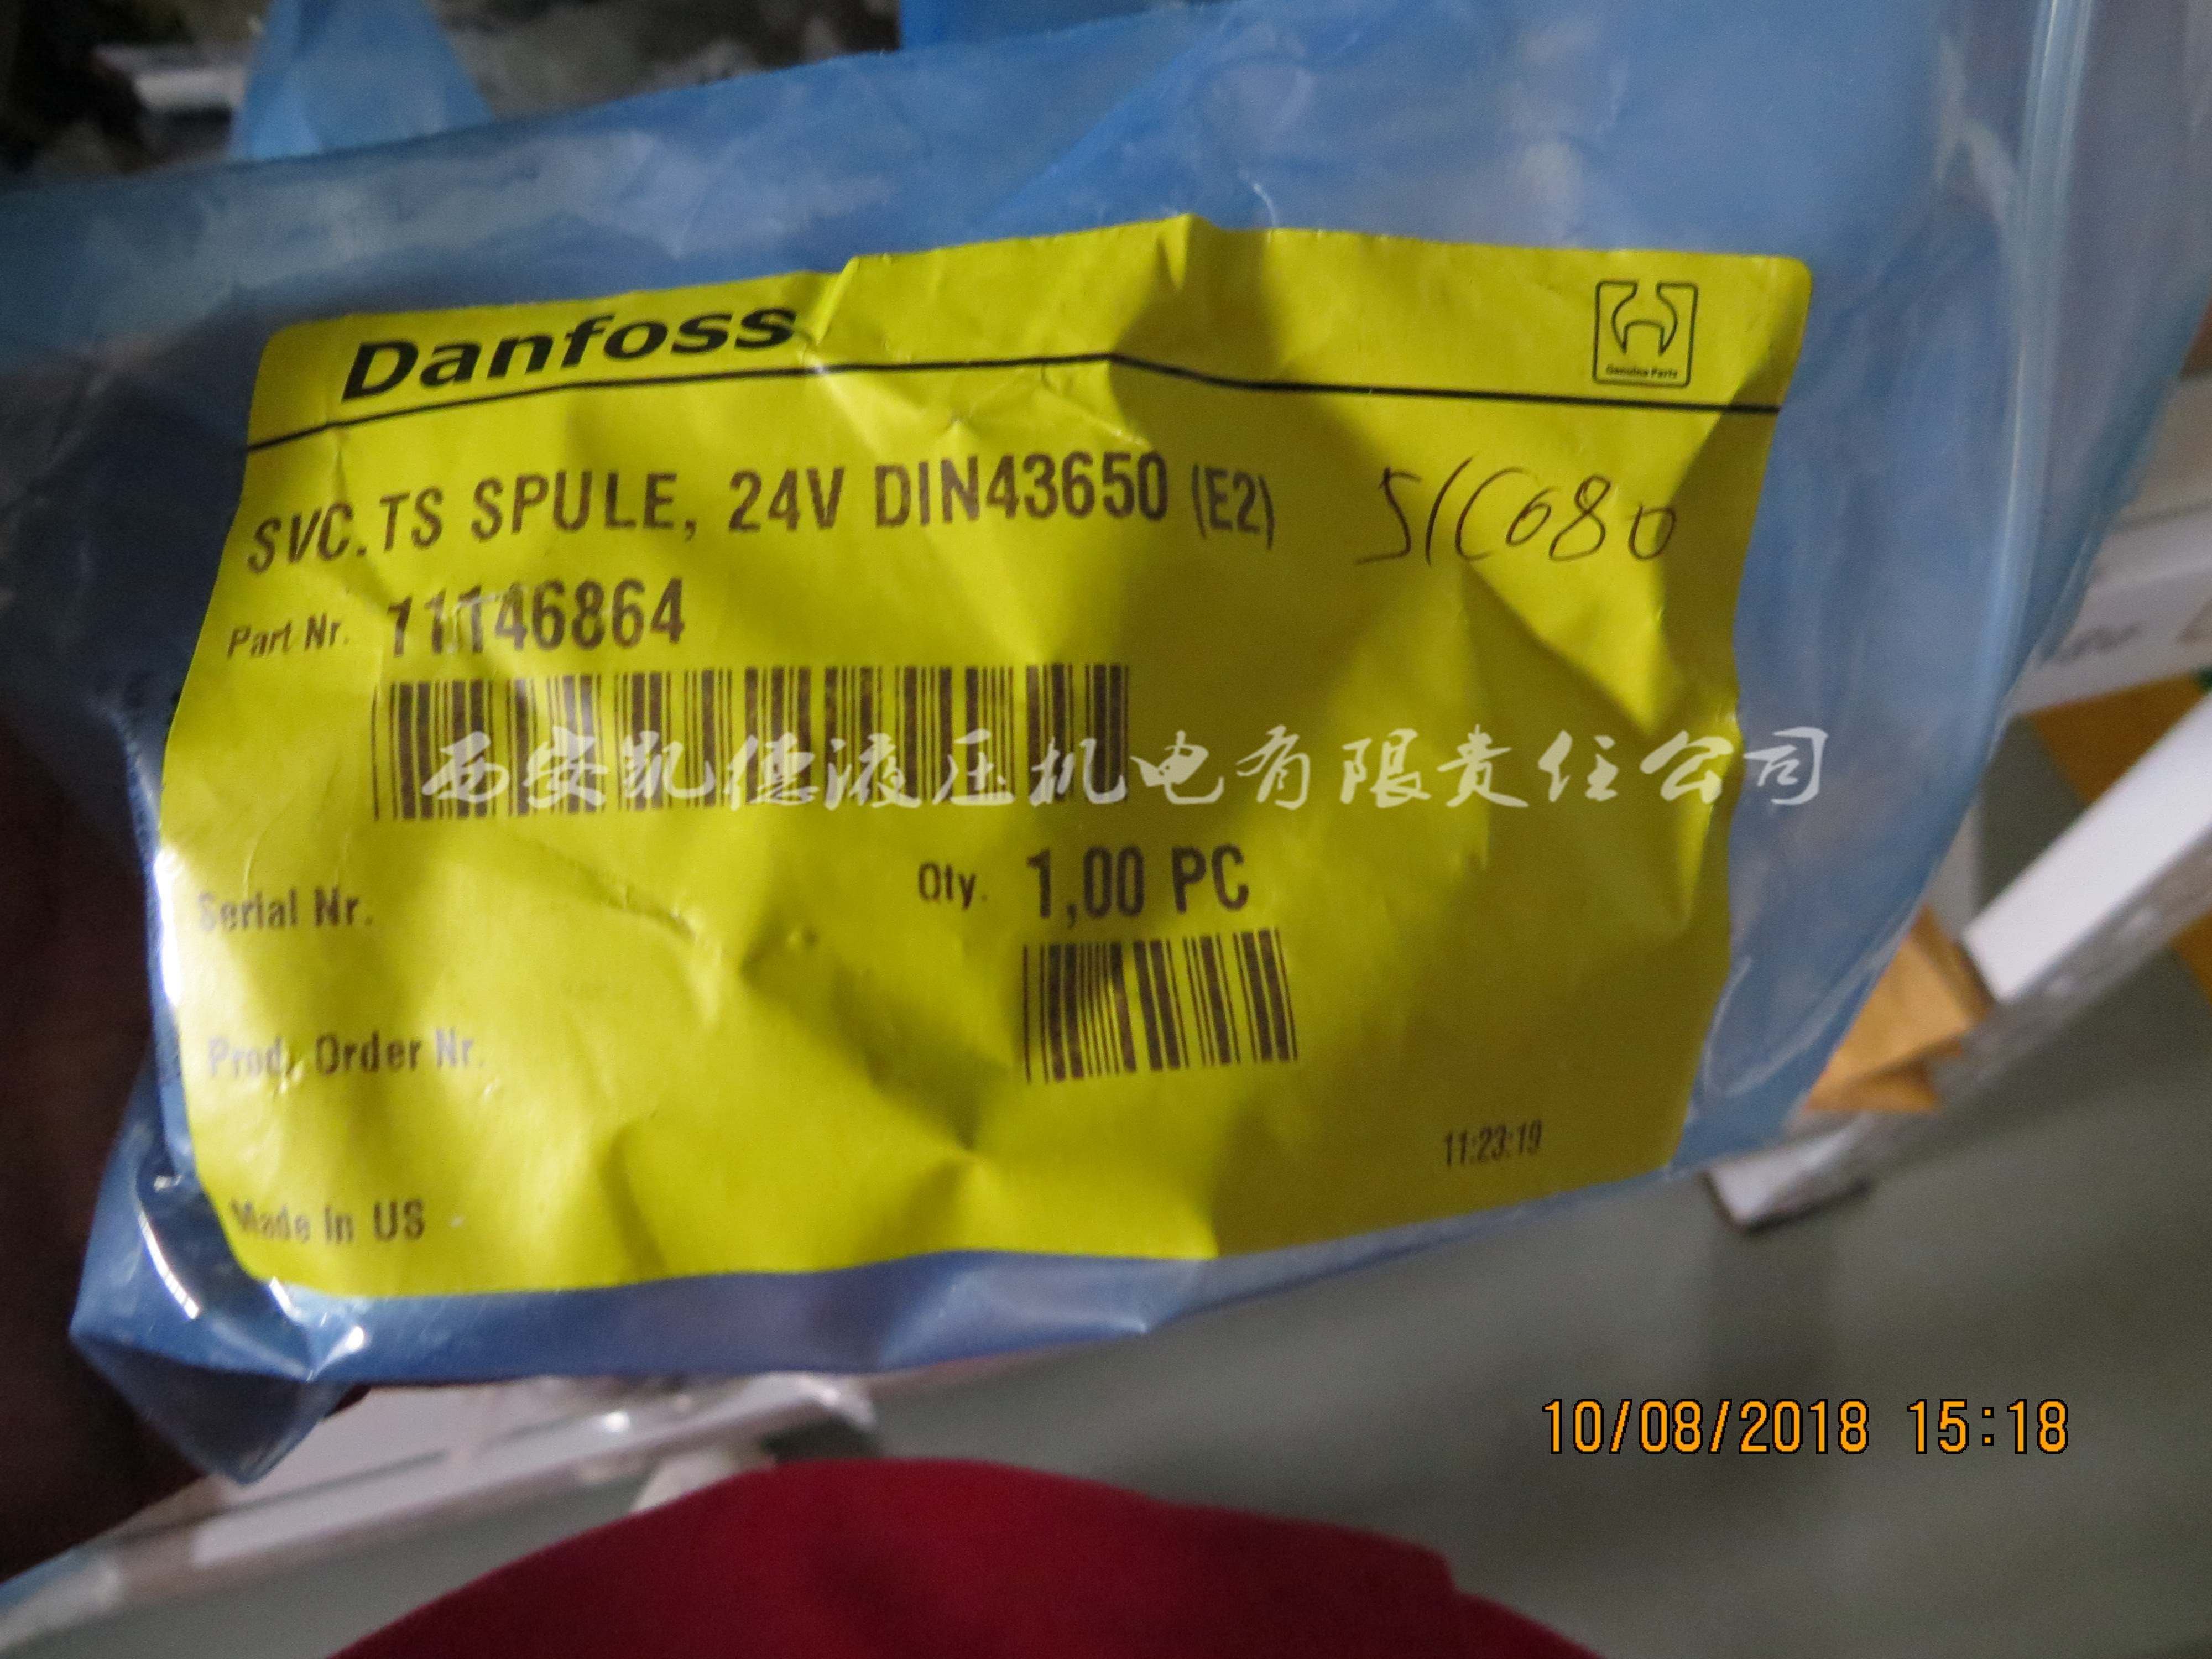 Danfoss
Genuine Parts
SVC.TS SPULE, 24V DIN43650 (E2)
51C080
Part Nr. 11146864
西安凯德液压机电有限责任公司
Serial Nr.
Qty. 1,00 PC
Prod. Order Nr.
11:23:19
Made in US
10/08/2018 15:18